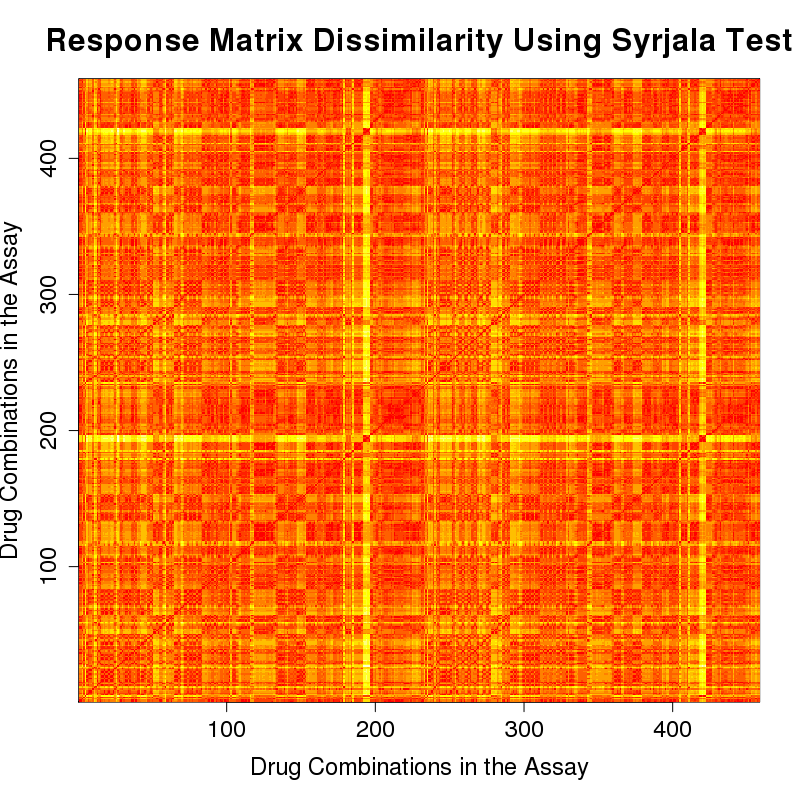 Response Matrix Dissimilarity Using Syrjala Test
Drug Combinations in the Assay
400
300
200
100
100 200 300 400
Drug Combinations in the Assay